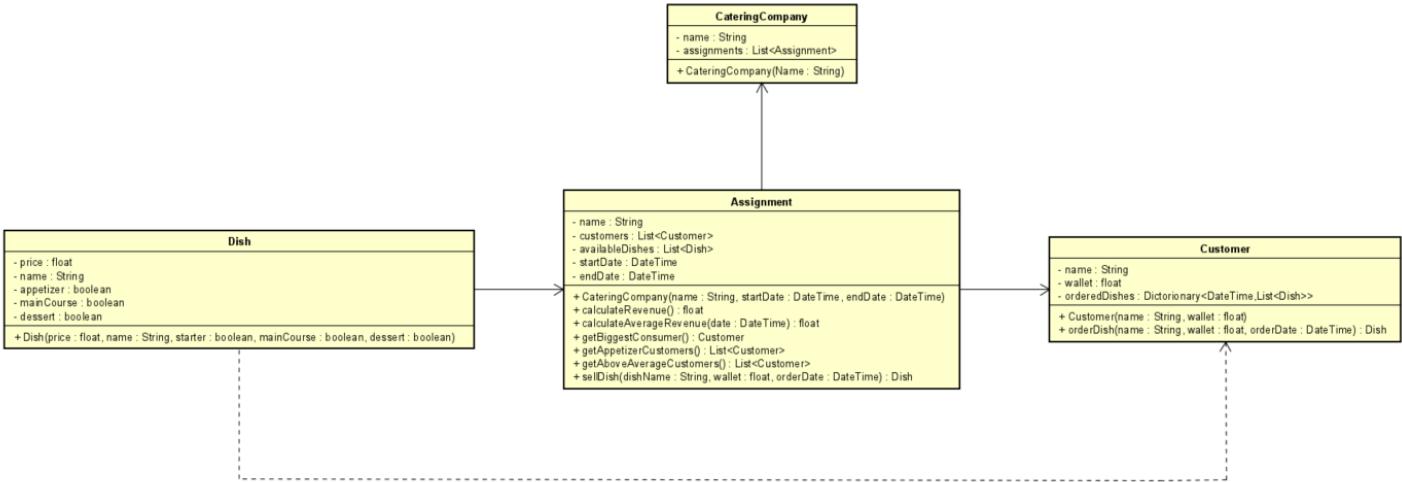 CateringCompany
- name : String
- assignments : List<Assignment>
+ CateringCompany(Name : String)
Assignment
- name : String
- customers : List<Customer>
- availableDishes : List<Dish>
- startDate : DateTime
- endDate : DateTime
+ CateringCompany(name : String, startDate : DateTime, endDate : DateTime)
+ calculateRevenue() : float
+ calculateAverageRevenue(date : DateTime) : float
+ getBiggestConsumer() : Customer
+ getAppetizerCustomers() : List<Customer>
+ getAboveAverageCustomers() : List<Customer>
+ sellDish(dishName : String, wallet : float, orderDate : DateTime) : Dish
Dish
- price : float
- name : String
- appetizer : boolean
- mainCourse : boolean
- dessert : boolean
+ Dish(price : float, name : String, starter : boolean, mainCourse : boolean, dessert : boolean)
Customer
- name : String
- wallet : float
- orderedDishes : Dictorionary<DateTime,List<Dish>>
+ Customer(name : String, wallet : float)
+ orderDish(name : String, wallet : float, orderDate : DateTime) : Dish